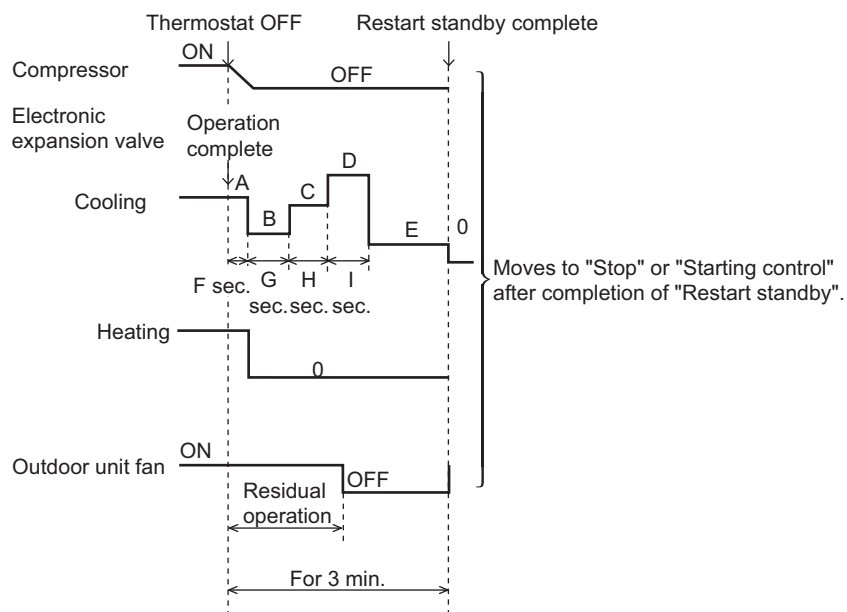 Thermostat OFF
Restart standby complete
ON
Compressor
OFF
Electronic
expansion valve
Operation
complete
Cooling
A
B
C
D
E
0
F sec.
G
H
I
sec. sec. sec.
Moves to "Stop" or "Starting control"
after completion of "Restart standby".
Heating
0
ON
Outdoor unit fan
OFF
Residual
operation
For 3 min.